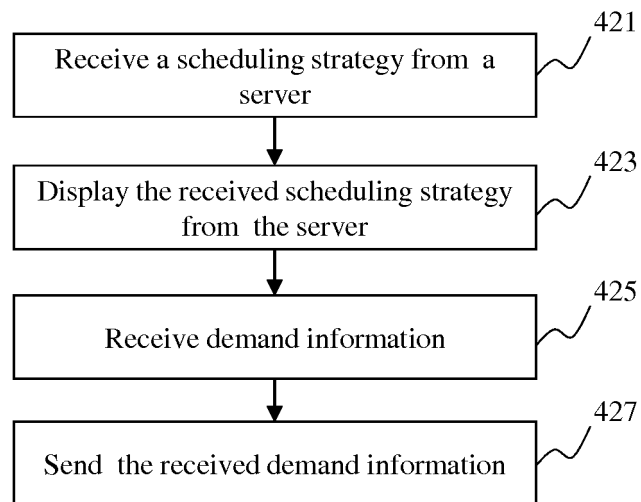 421
Receive a scheduling strategy from a
server
423
Display the received scheduling strategy
from the server
425
Receive demand information
427
Send the received demand information